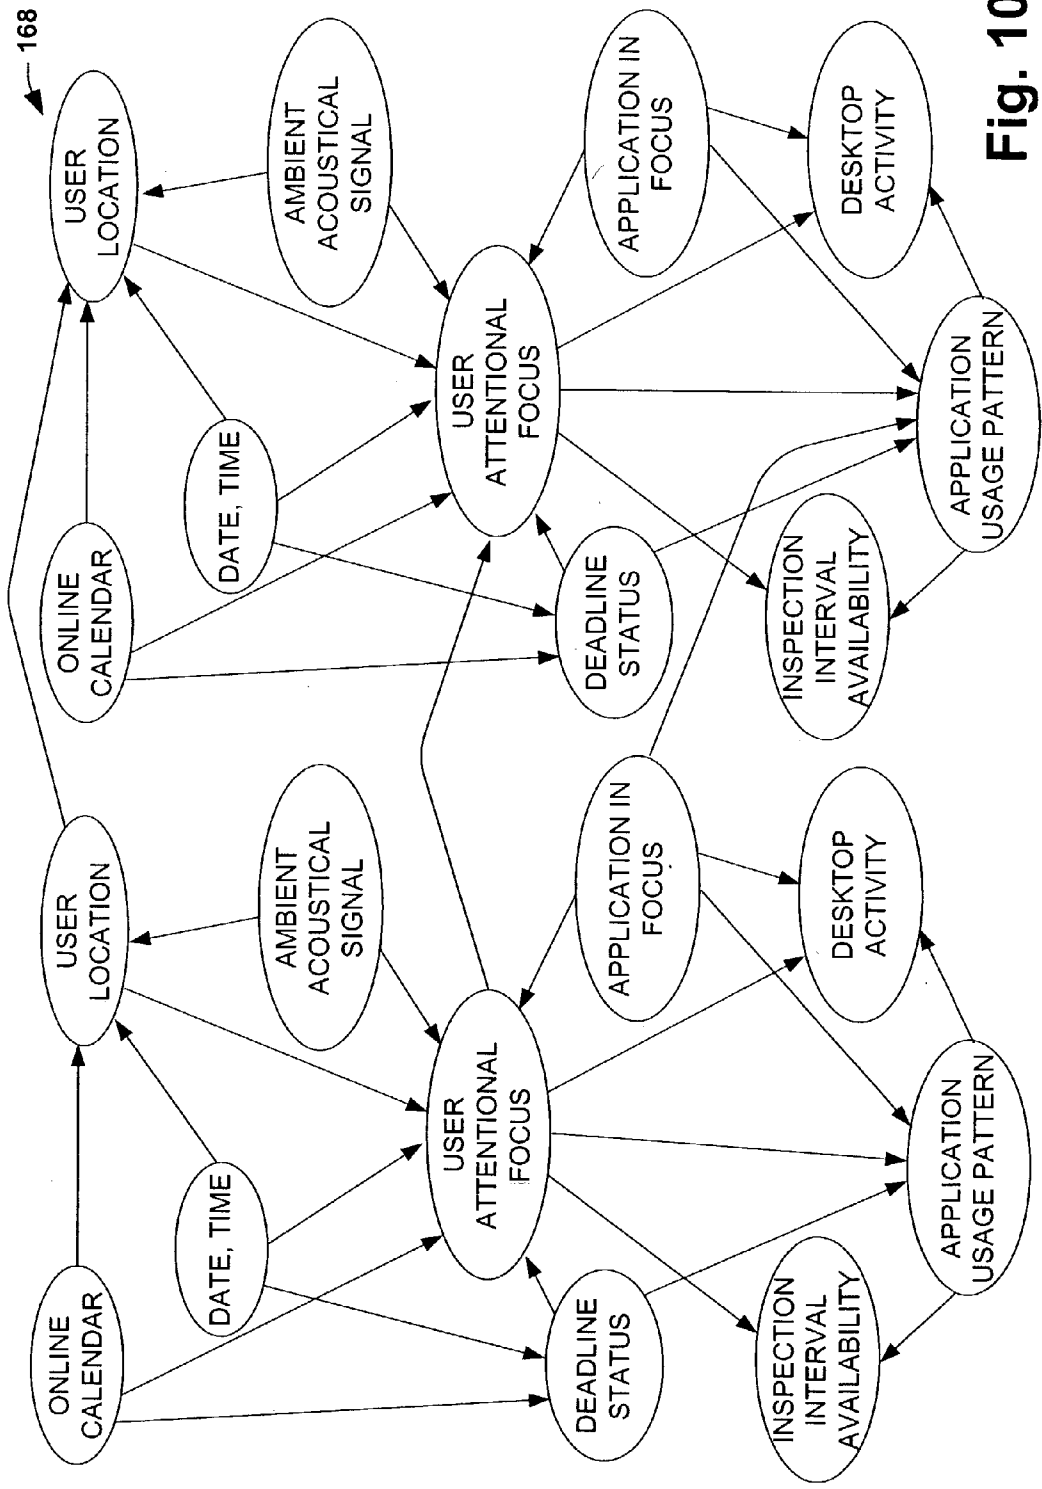 168
ONLINE
CALENDAR
USER
LOCATION
DATE, TIME
AMBIENT
ACOUSTICAL
SIGNAL
USER
ATTENTIONAL
FOCUS
DEADLINE
STATUS
APPLICATION IN
FOCUS
INSPECTION
INTERVAL
AVAILABILITY
DESKTOP
ACTIVITY
APPLICATION
USAGE PATTERN
ONLINE
CALENDAR
USER
LOCATION
DATE, TIME
AMBIENT
ACOUSTICAL
SIGNAL
USER
ATTENTIONAL
FOCUS
DEADLINE
STATUS
APPLICATION IN
FOCUS
INSPECTION
INTERVAL
AVAILABILITY
DESKTOP
ACTIVITY
APPLICATION
USAGE PATTERN
Fig. 10